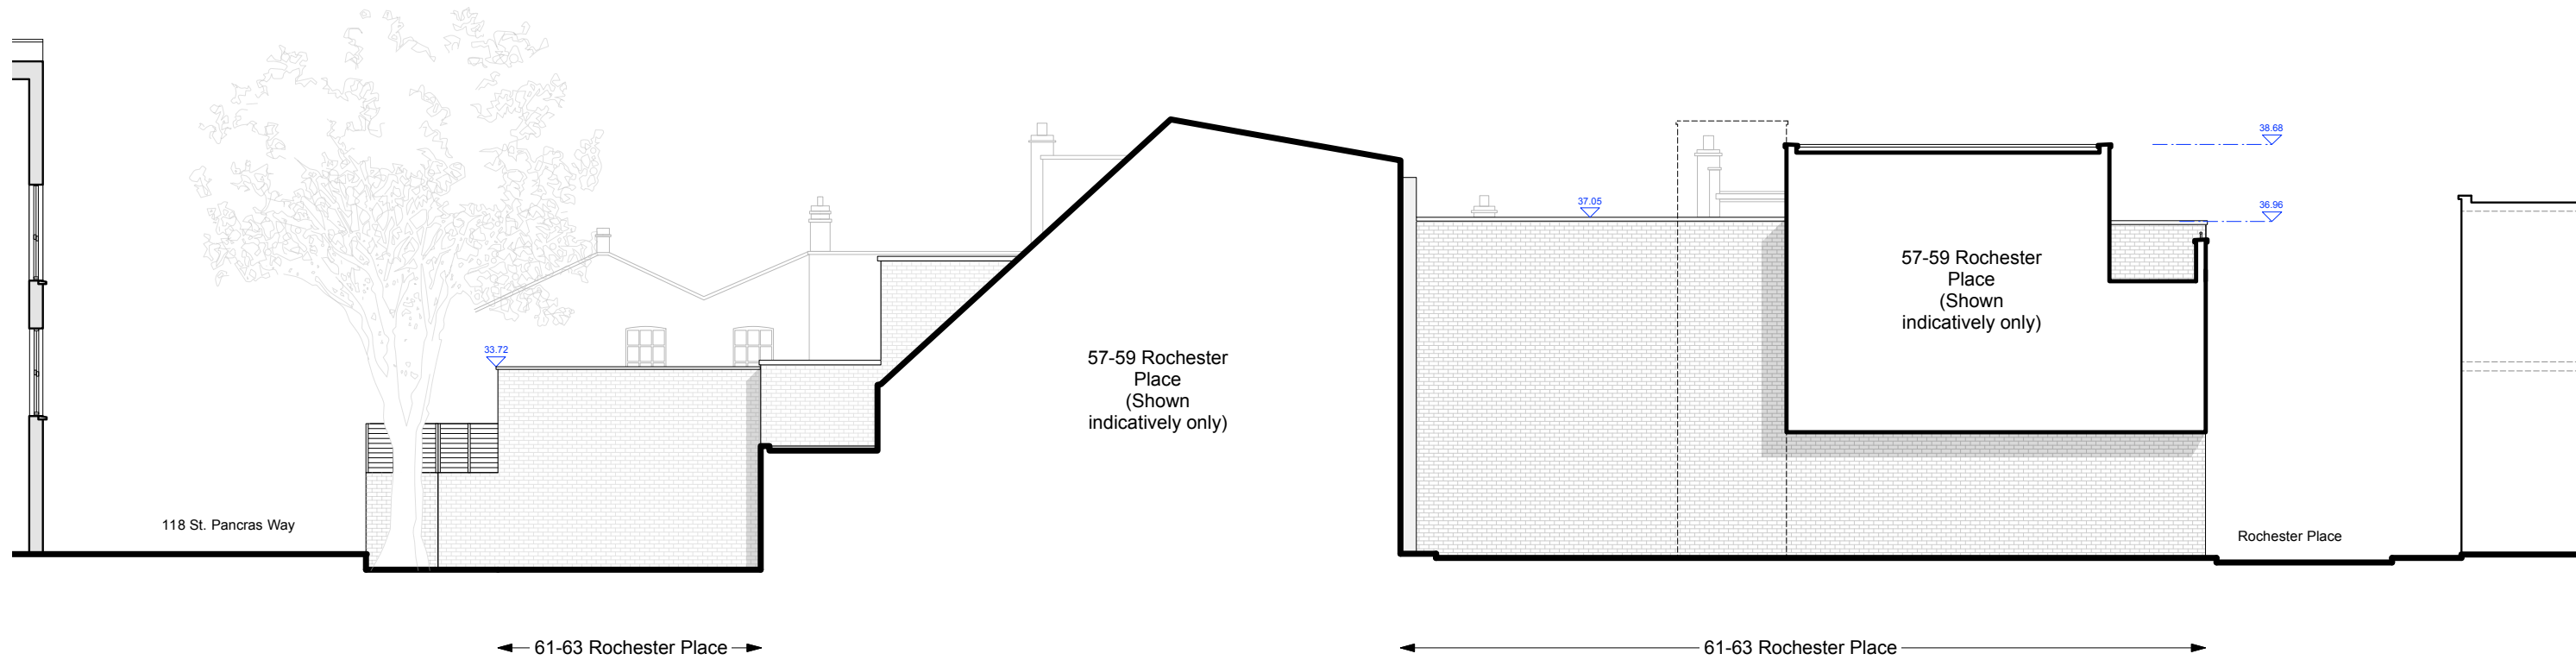 38.68
37.05
36.96
57-59 Rochester
Place
(Shown
indicatively only)
33.72
57-59 Rochester
Place
(Shown
indicatively only)
118 St. Pancras Way
Rochester Place
61-63 Rochester Place
61-63 Rochester Place